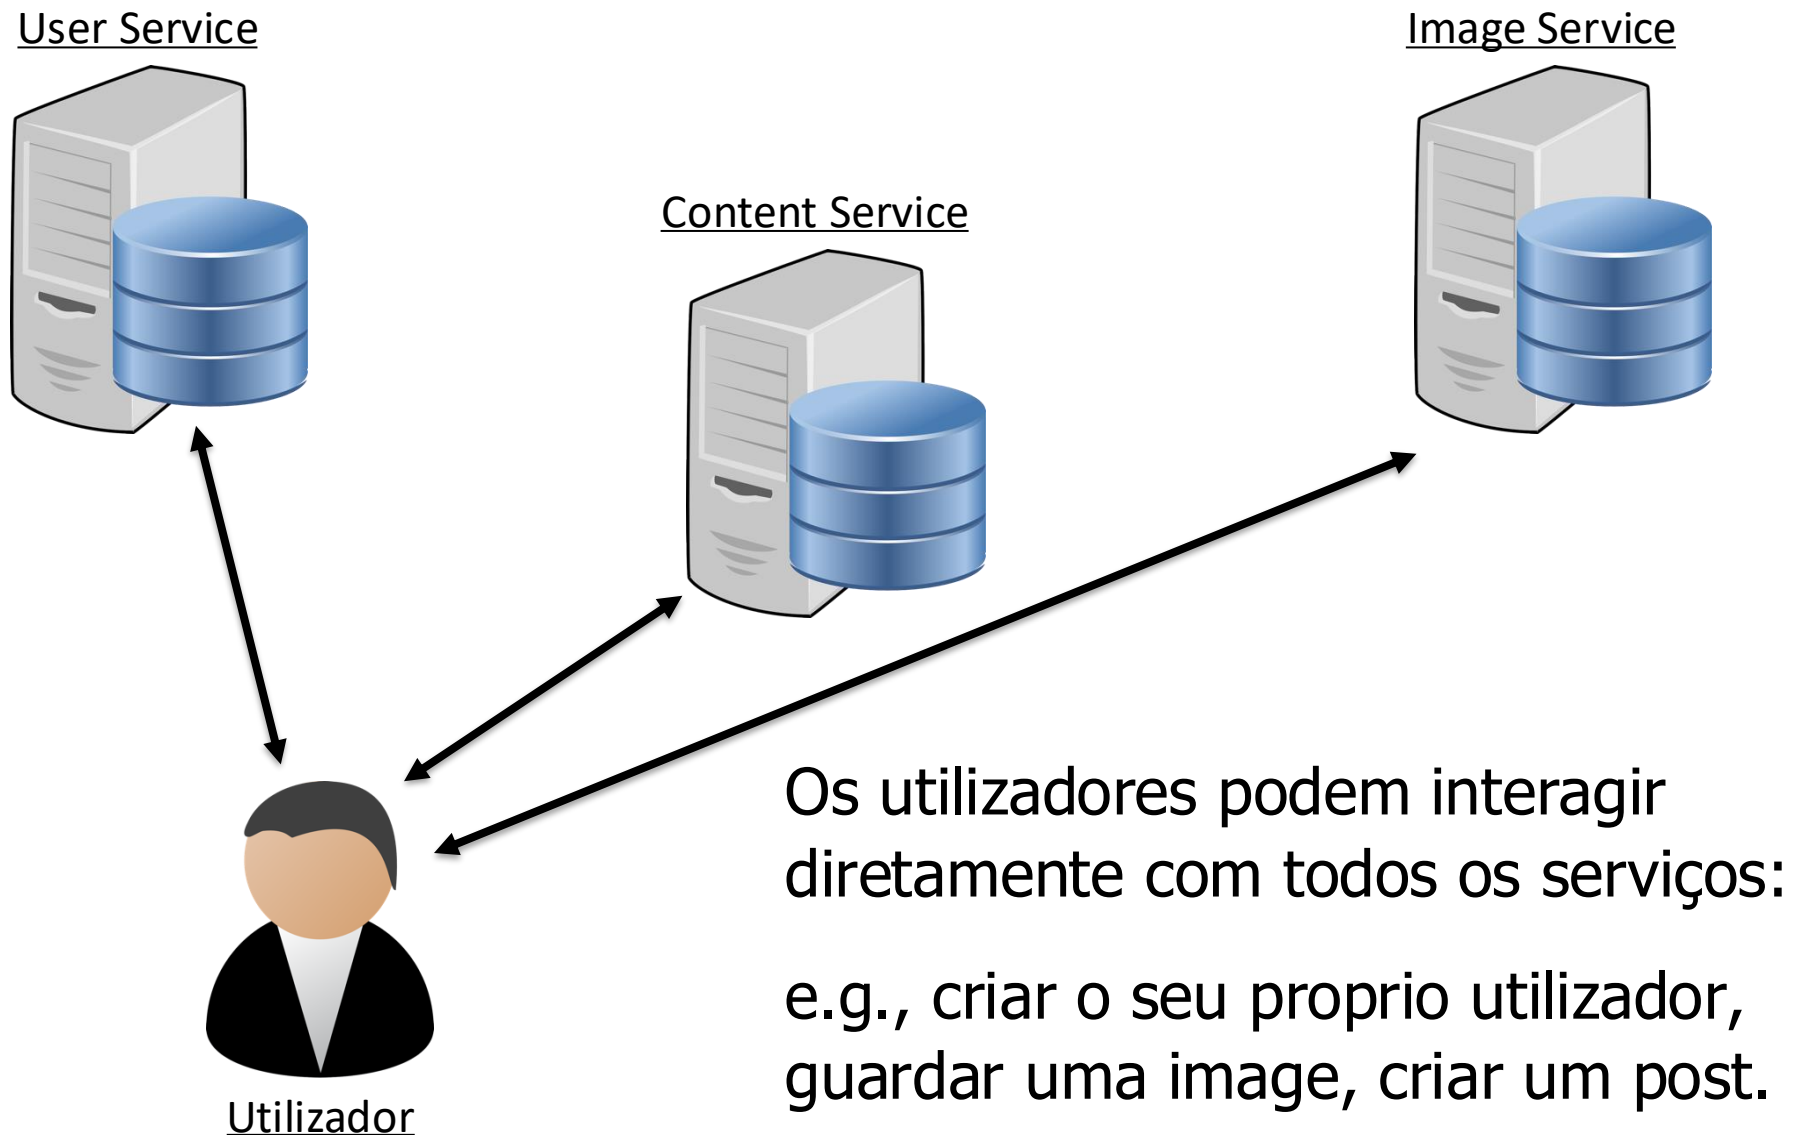 User Service
Image Service
Content Service
Os utilizadores podem interagir
diretamente com todos os serviços:
e.g., criar o seu proprio utilizador,
guardar uma image, criar um post.
Utilizador